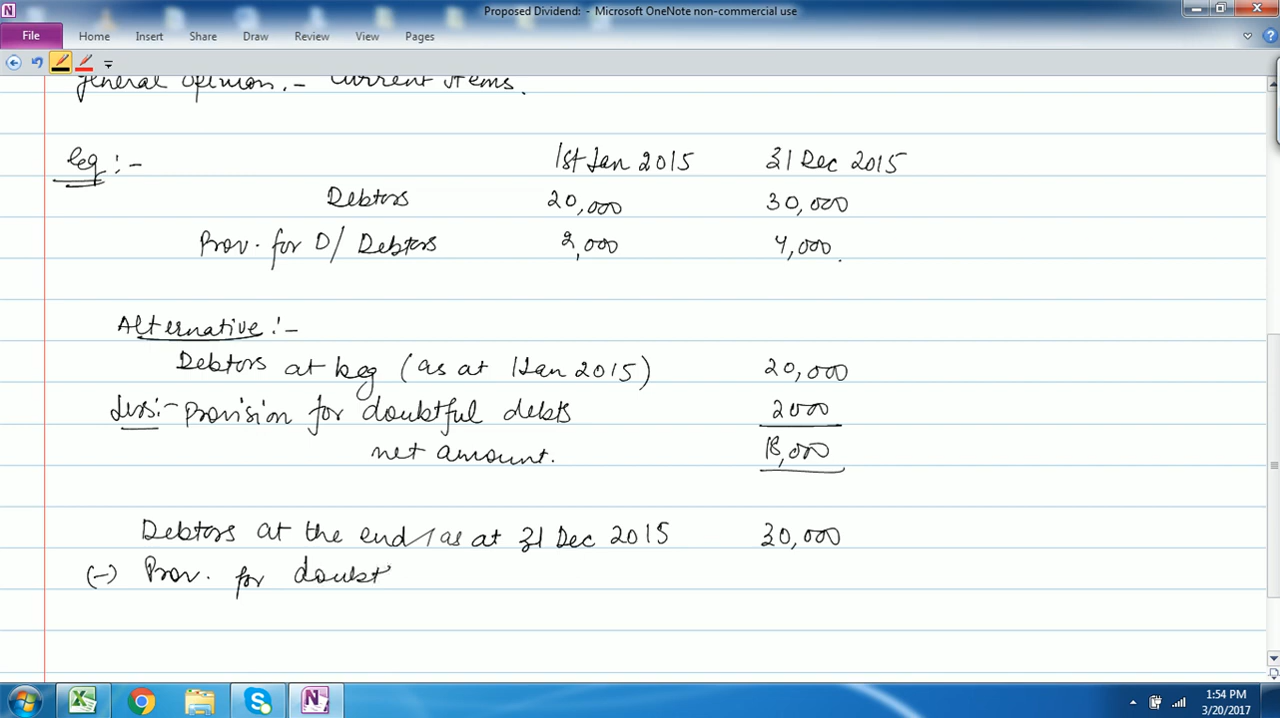 Proposed Dividend: - Microsoft OneNote non-commercial use
File Home Insert Share Draw Review View Pages
general opinion.- Current items.
eg:-
1st Jan 2015 31 Dec 2015
Debtors 20,000 30,000
Prov. for D/ Debtors 2,000 4,000.
Alternative:-
Debtors at beg (as at 1 Jan 2015) 20,000
Less:- Provision for doubtful debts 2000
net amount. 18,000
Debtors at the end (as at 31 Dec 2015 30,000
(-) Prov. for doubt
1:54 PM
3/20/2017